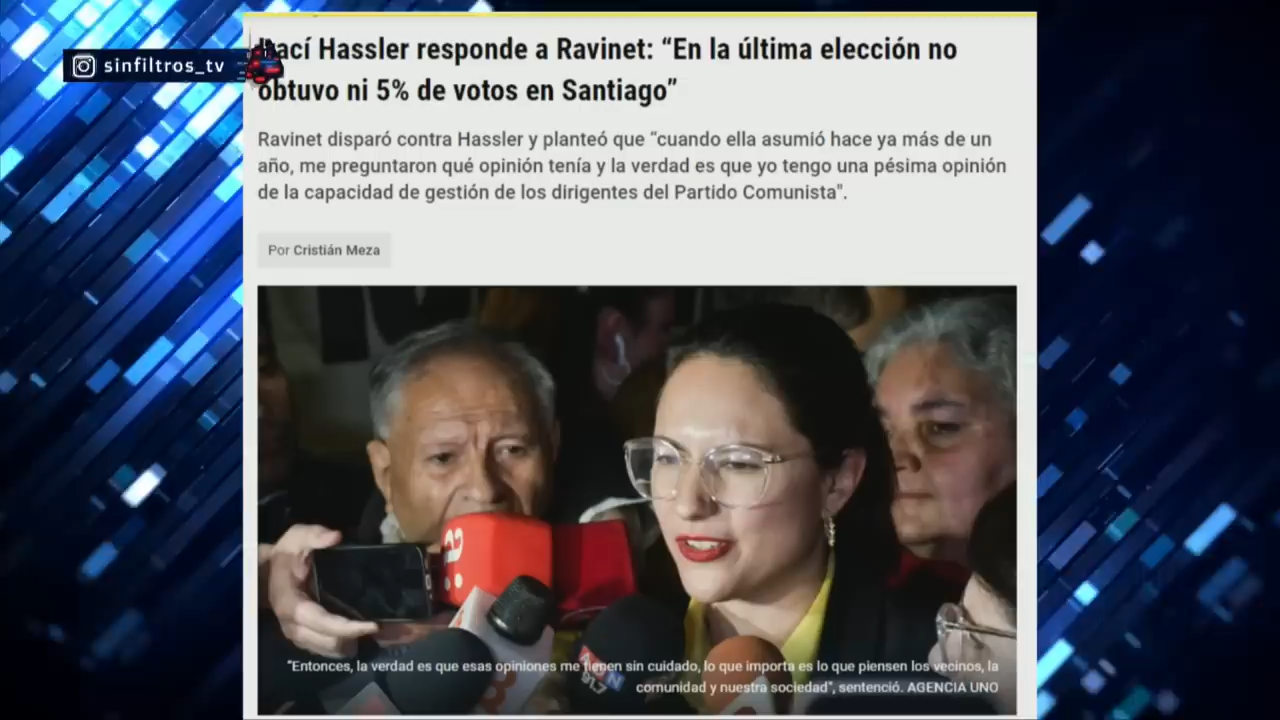 sinfiltros_tv
Irací Hassler responde a Ravinet: “En la última elección no
obtuvo ni 5% de votos en Santiago”
Ravinet disparó contra Hassler y planteó que "cuando ella asumió hace ya más de un
año, me preguntaron qué opinión tenía y la verdad es que yo tengo una pésima opinión
de la capacidad de gestión de los dirigentes del Partido Comunista".
Por Cristián Meza
"Entonces, la verdad es que esas opiniones me tienen sin cuidado, lo que importa es lo que piensen los vecinos, la
comunidad y nuestra sociedad", sentenció. AGENCIA UNO